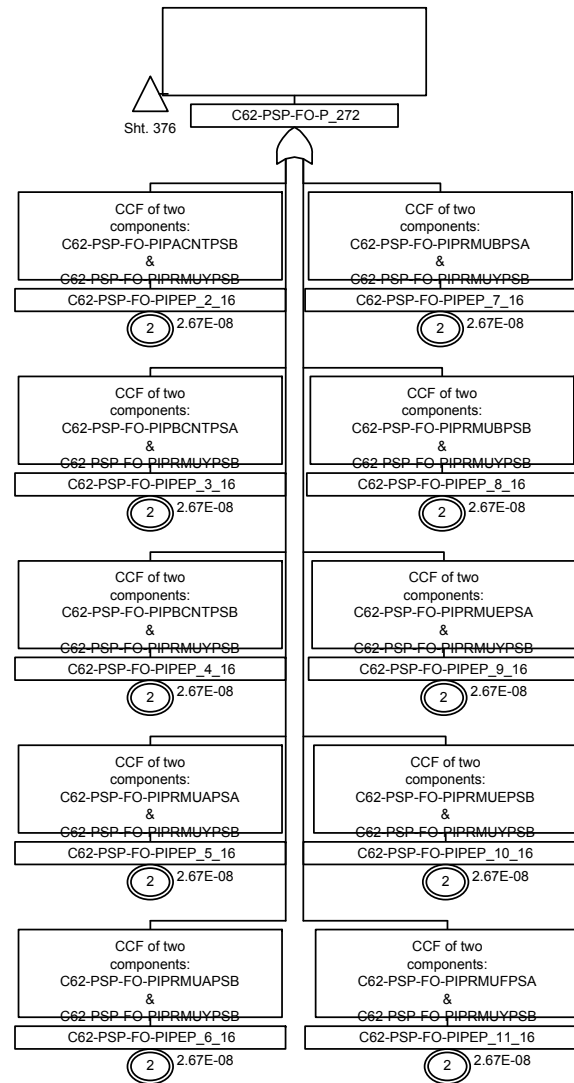 Sht. 376
C62-PSP-FO-P_272
CCF of two
components:
C62-PSP-FO-PIPACNTPSB
&
C62-PSP-FO-PIPRMUYPSB
C62-PSP-FO-PIPEP_2_16
2
2.67E-08
CCF of two
components:
C62-PSP-FO-PIPRMUBPSA
&
C62-PSP-FO-PIPRMUYPSB
C62-PSP-FO-PIPEP_7_16
2
2.67E-08
CCF of two
components:
C62-PSP-FO-PIPBCNTPSA
&
C62-PSP-FO-PIPRMUYPSB
C62-PSP-FO-PIPEP_3_16
2
2.67E-08
CCF of two
components:
C62-PSP-FO-PIPRMUBPSB
&
C62-PSP-FO-PIPRMUYPSB
C62-PSP-FO-PIPEP_8_16
2
2.67E-08
CCF of two
components:
C62-PSP-FO-PIPBCNTPSB
&
C62-PSP-FO-PIPRMUYPSB
C62-PSP-FO-PIPEP_4_16
2
2.67E-08
CCF of two
components:
C62-PSP-FO-PIPRMUEPSA
&
C62-PSP-FO-PIPRMUYPSB
C62-PSP-FO-PIPEP_9_16
2
2.67E-08
CCF of two
components:
C62-PSP-FO-PIPRMUAPSA
&
C62-PSP-FO-PIPRMUYPSB
C62-PSP-FO-PIPEP_5_16
2
2.67E-08
CCF of two
components:
C62-PSP-FO-PIPRMUEPSB
&
C62-PSP-FO-PIPRMUYPSB
C62-PSP-FO-PIPEP_10_16
2
2.67E-08
CCF of two
components:
C62-PSP-FO-PIPRMUAPSB
&
C62-PSP-FO-PIPRMUYPSB
C62-PSP-FO-PIPEP_6_16
2
2.67E-08
CCF of two
components:
C62-PSP-FO-PIPRMUFPSA
&
C62-PSP-FO-PIPRMUYPSB
C62-PSP-FO-PIPEP_11_16
2
2.67E-08